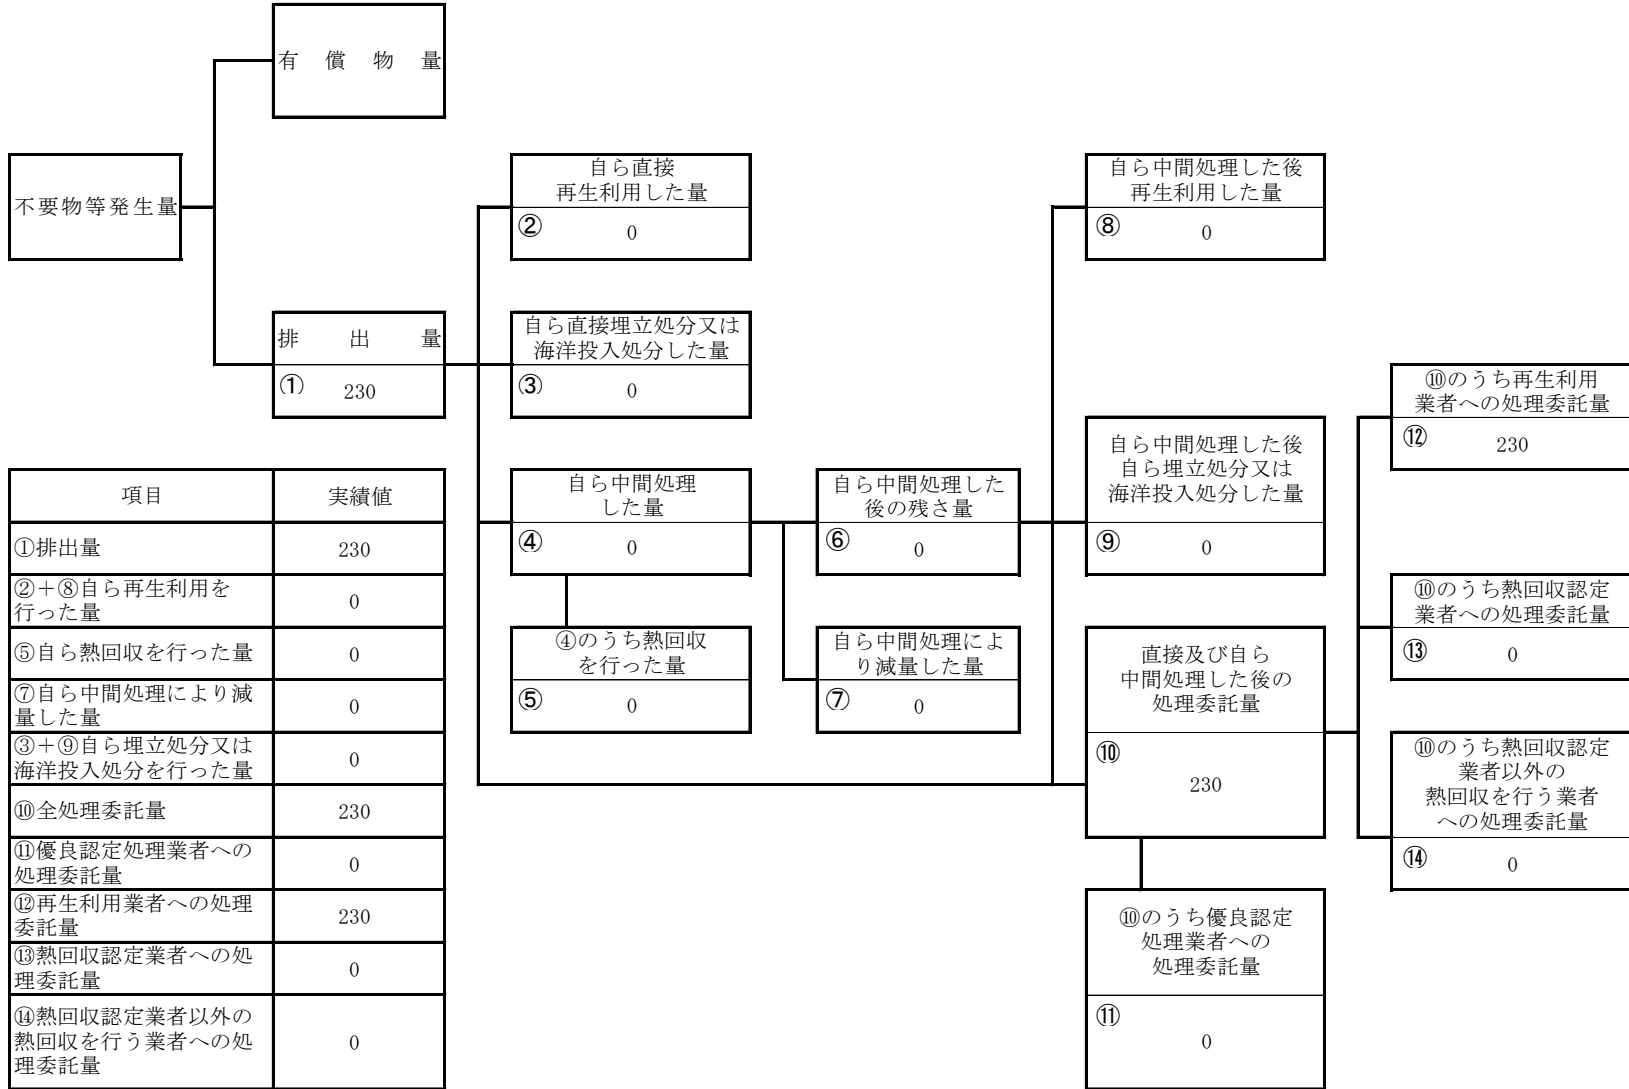 有償物量
不要物等発生量
排出量
① 230
自ら直接
再生利用した量
② 0
自ら直接埋立処分又は
海洋投入処分した量
③ 0
自ら中間処理
した量
④ 0
④のうち熱回収
を行った量
⑤ 0
自ら中間処理した
後の残さ量
⑥ 0
自ら中間処理によ
り減量した量
⑦ 0
自ら中間処理した後
再生利用した量
⑧ 0
自ら中間処理した後
自ら埋立処分又は
海洋投入処分した量
⑨ 0
直接及び自ら
中間処理した後の
処理委託量
⑩
230
⑩のうち優良認定
処理業者への
処理委託量
⑪
0
⑩のうち再生利用
業者への処理委託量
⑫ 230
⑩のうち熱回収認定
業者への処理委託量
⑬ 0
⑩のうち熱回収認定
業者以外の
熱回収を行う業者
への処理委託量
⑭ 0
項目 実績値
①排出量 230
②+⑧自ら再生利用を
行った量 0
⑤自ら熱回収を行った量 0
⑦自ら中間処理により減
量した量 0
③+⑨自ら埋立処分又は
海洋投入処分を行った量 0
⑩全処理委託量 230
⑪優良認定処理業者への
処理委託量 0
⑫再生利用業者への処理
委託量 230
⑬熱回収認定業者への処
理委託量 0
⑭熱回収認定業者以外の
熱回収を行う業者への処 0
理委託量